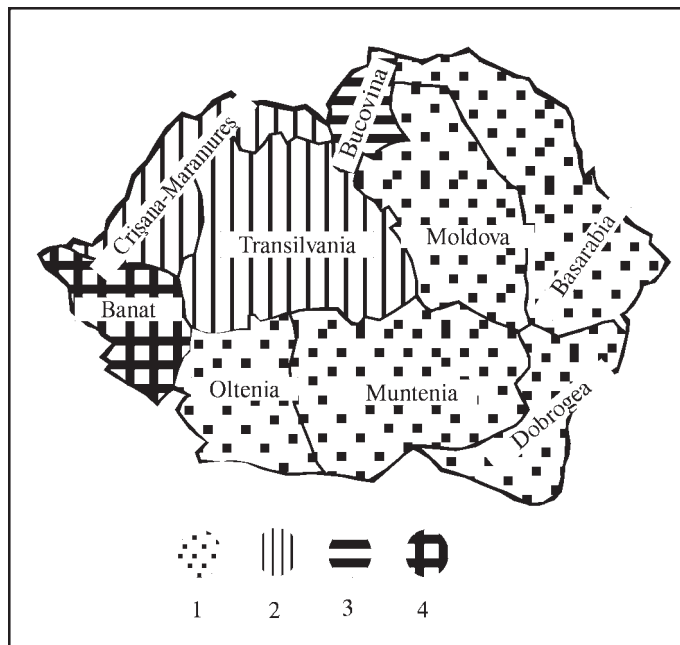 Bucovina
Crişana-Maramureş
Transilvania
Moldova
Basarabia
Banat
Oltenia
Muntenia
Dobrogea
1 2 3 4